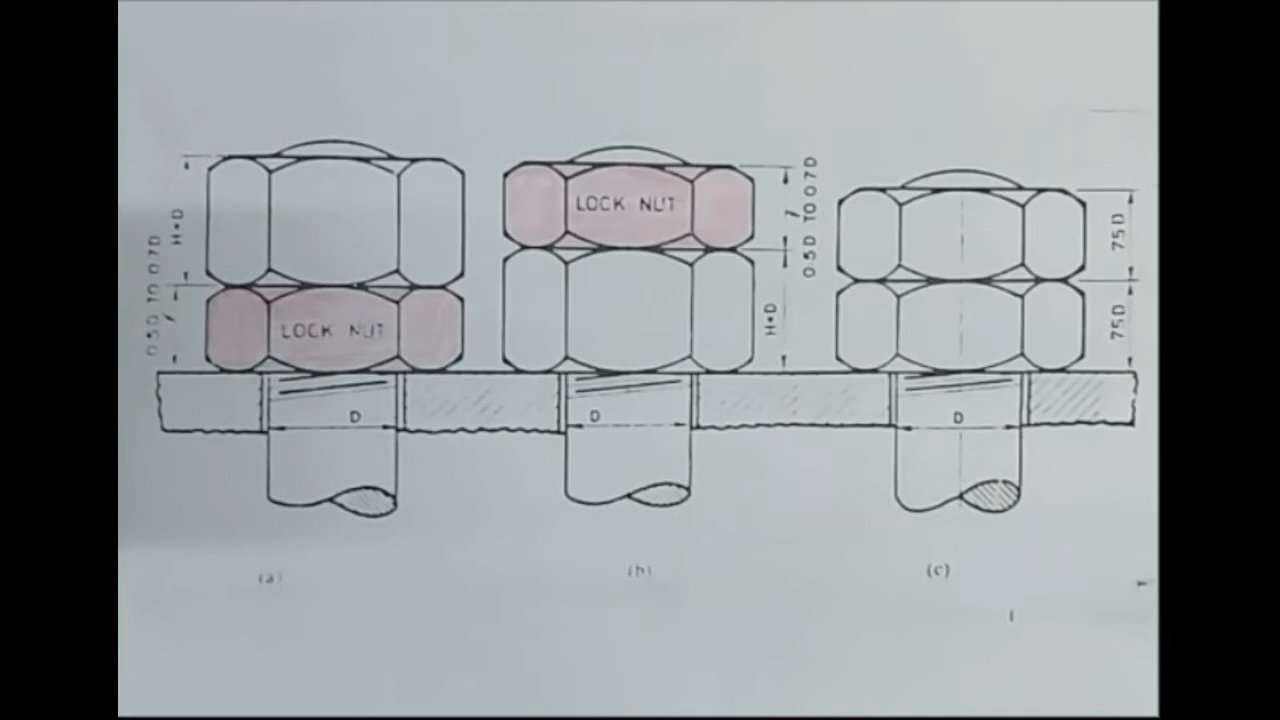 H=D
0.5D TO 0.7D
LOCK NUT
D
(a)
LOCK NUT
0.5D TO 0.7D
H=D
D
(b)
75D
75D
D
(c)